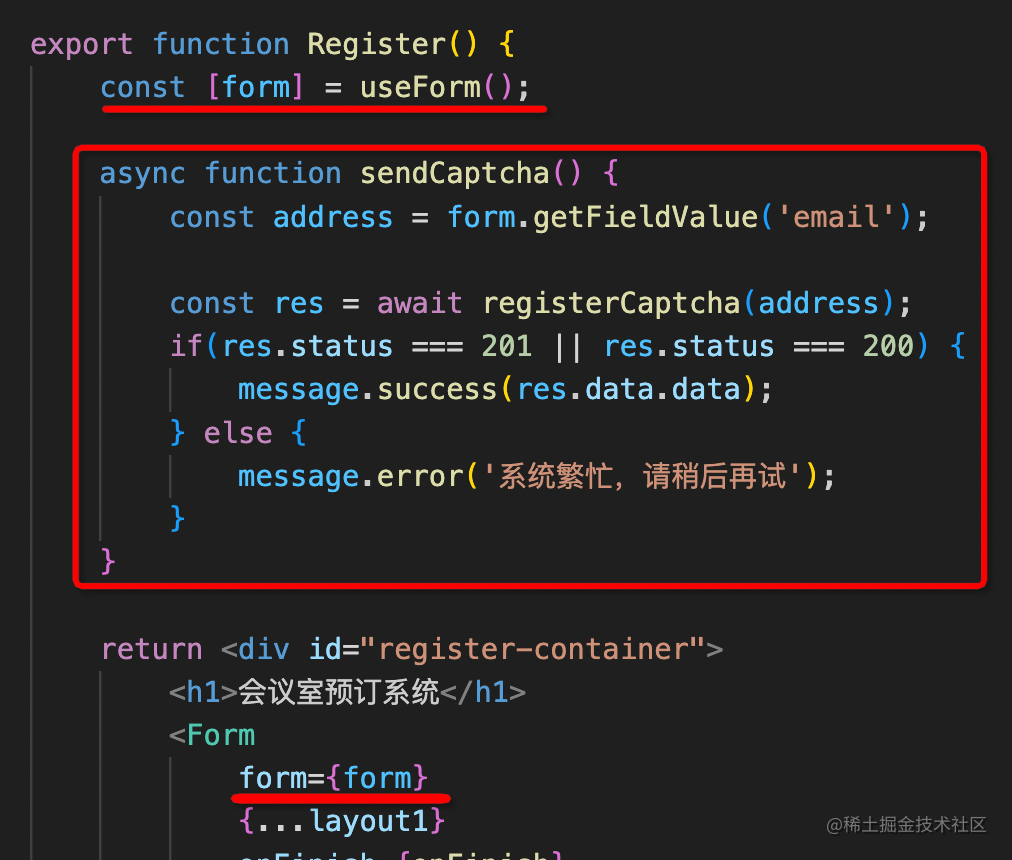 export function Register() {
    const [form] = useForm();

    async function sendCaptcha() {
        const address = form.getFieldValue('email');

        const res = await registerCaptcha(address);
        if(res.status === 201 || res.status === 200) {
            message.success(res.data.data);
        } else {
            message.error('系统繁忙，请稍后再试');
        }
    }

    return <div id="register-container">
        <h1>会议室预订系统</h1>
        <Form
            form={form}
            {...layout1}
            onFinish={onFinish}
@稀土掘金技术社区